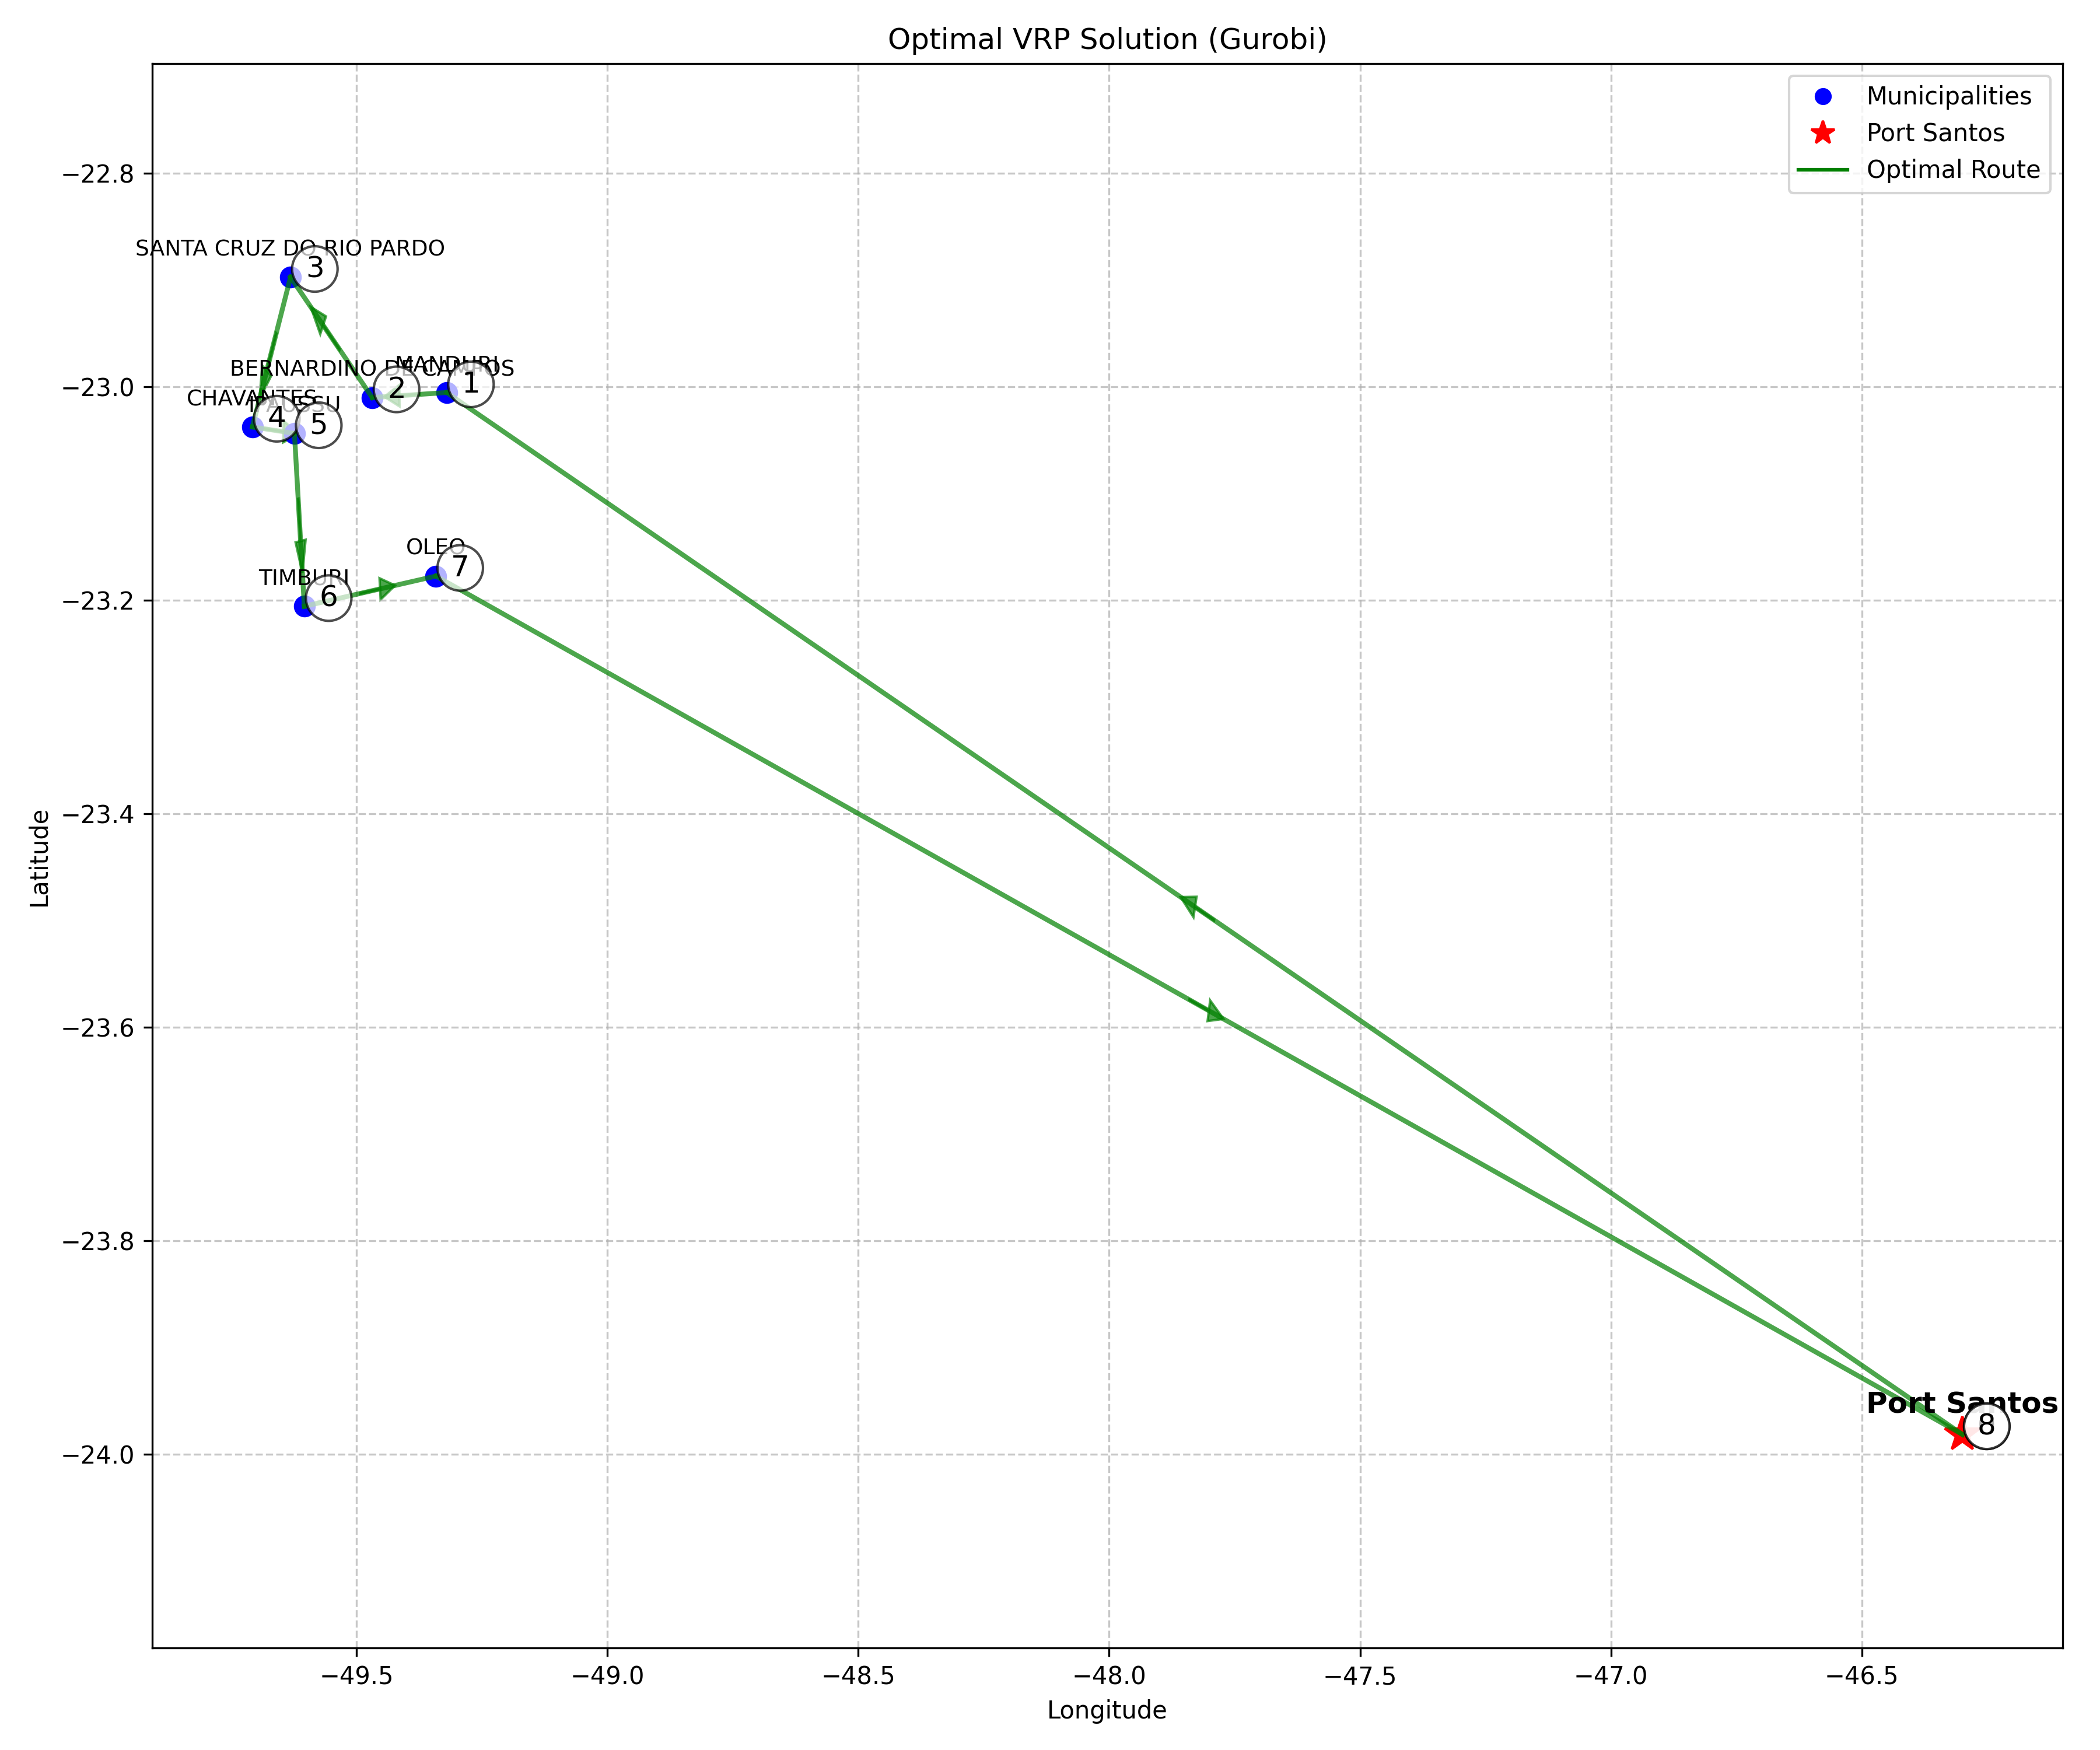 Optimal VRP Solution (Gurobi)
Municipalities
Port Santos
Optimal Route
−22.8
SANTA CRUZ DO RIO PARDO
3
−23.0
MANDURI
BERNARDINO DE CAMPOS
2
1
CHAVANTES
4
5
OLEO
7
TIMBURI
6
−23.2
−23.4
−23.6
−23.8
Port Santos
8
−24.0
Latitude
−49.5
−49.0
−48.5
−48.0
−47.5
−47.0
−46.5
Longitude